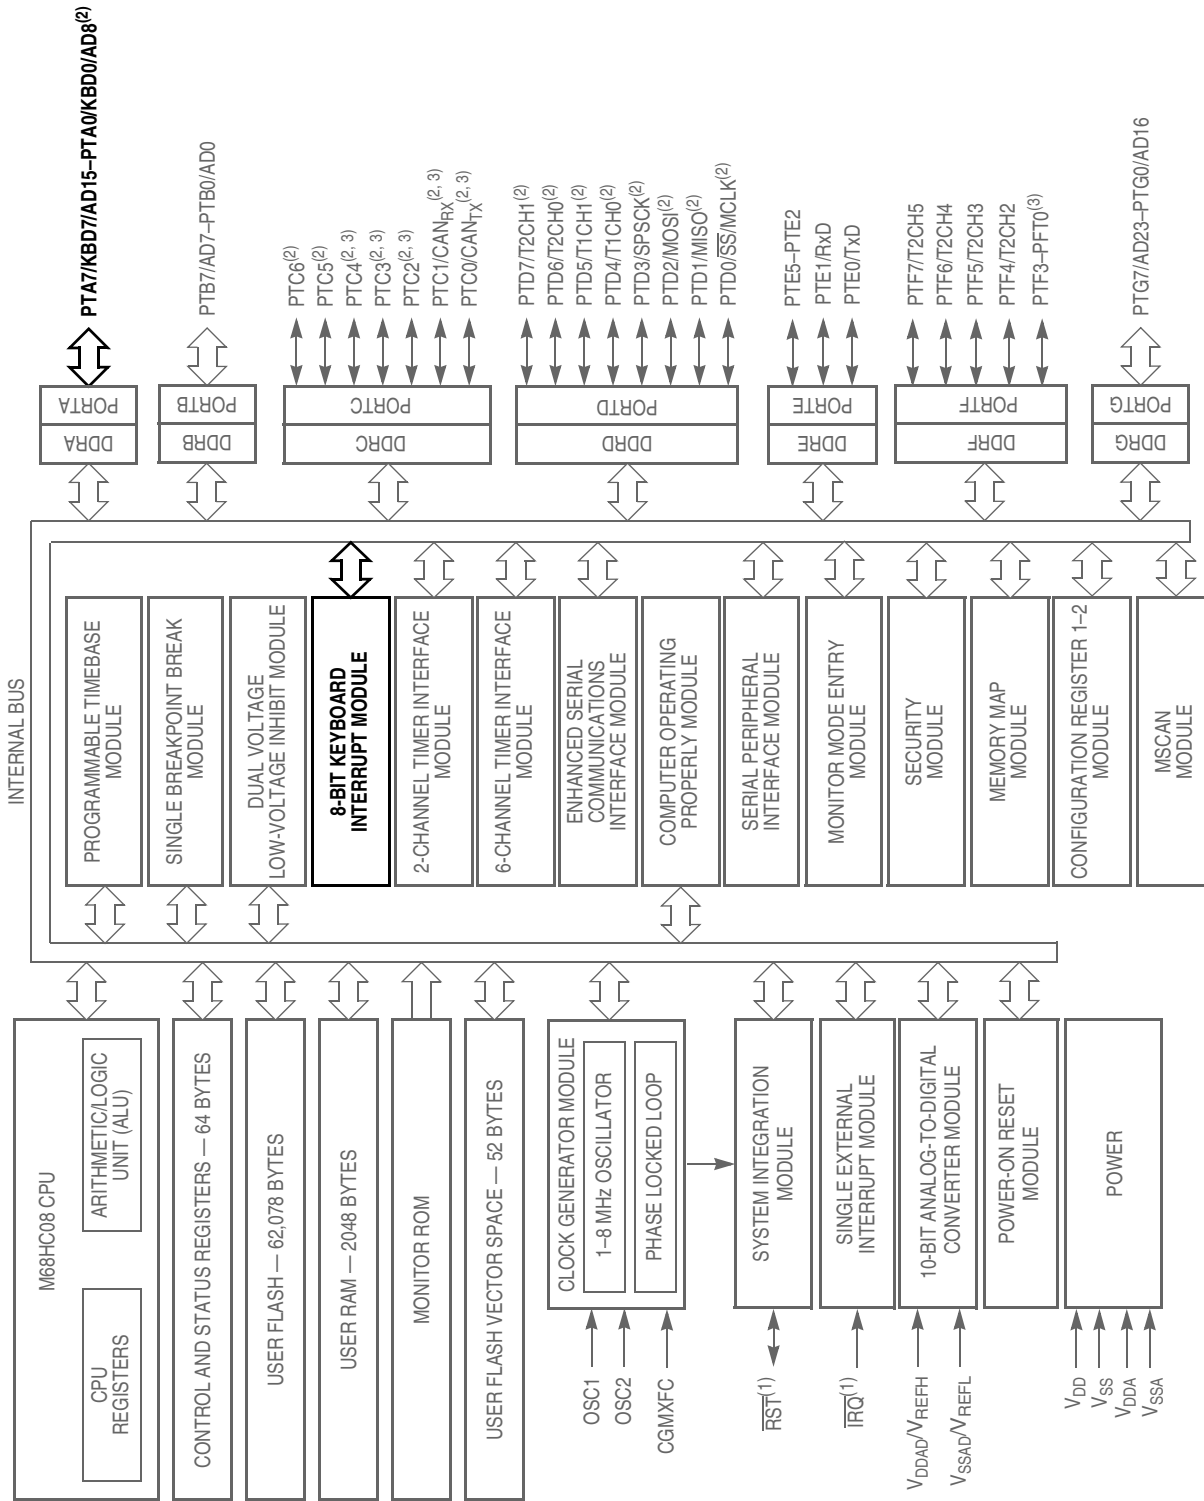 INTERNAL BUS
M68HC08 CPU
CPU
REGISTERS
ARITHMETIC/LOGIC
UNIT (ALU)
CONTROL AND STATUS REGISTERS — 64 BYTES
USER FLASH — 62,078 BYTES
USER RAM — 2048 BYTES
MONITOR ROM
USER FLASH VECTOR SPACE — 52 BYTES
CLOCK GENERATOR MODULE
1–8 MHz OSCILLATOR
PHASE LOCKED LOOP
OSC1
OSC2
CGMXFC
SYSTEM INTEGRATION
MODULE
RST(1)
SINGLE EXTERNAL
INTERRUPT MODULE
IRQ(1)
10-BIT ANALOG-TO-DIGITAL
CONVERTER MODULE
VDDAD/VREFH
VSSAD/VREFL
POWER-ON RESET
MODULE
POWER
VDD
VSS
VDDA
VSSA
PROGRAMMABLE TIMEBASE
MODULE
SINGLE BREAKPOINT BREAK
MODULE
DUAL VOLTAGE
LOW-VOLTAGE INHIBIT MODULE
8-BIT KEYBOARD
INTERRUPT MODULE
2-CHANNEL TIMER INTERFACE
MODULE
6-CHANNEL TIMER INTERFACE
MODULE
ENHANCED SERIAL
COMMUNICATIONS
INTERFACE MODULE
COMPUTER OPERATING
PROPERLY MODULE
SERIAL PERIPHERAL
INTERFACE MODULE
MONITOR MODE ENTRY
MODULE
SECURITY
MODULE
MEMORY MAP
MODULE
CONFIGURATION REGISTER 1–2
MODULE
MSCAN
MODULE
DDRA
PORTA
PTA7/KBD7/AD15–PTA0/KBD0/AD8(2)
DDRB
PORTB
PTB7/AD7–PTB0/AD0
DDRC
PORTC
PTC6(2)
PTC5(2)
PTC4(2, 3)
PTC3(2, 3)
PTC2(2, 3)
PTC1/CANRX(2, 3)
PTC0/CANTX(2, 3)
DDRD
PORTD
PTD7/T2CH1(2)
PTD6/T2CH0(2)
PTD5/T1CH1(2)
PTD4/T1CH0(2)
PTD3/SPSCK(2)
PTD2/MOSI(2)
PTD1/MISO(2)
PTD0/SS/MCLK(2)
DDRE
PORTE
PTE5–PTE2
PTE1/RxD
PTE0/TxD
DDRF
PORTF
PTF7/T2CH5
PTF6/T2CH4
PTF5/T2CH3
PTF4/T2CH2
PTF3–PFT0(3)
DDRG
PORTG
PTG7/AD23–PTG0/AD16